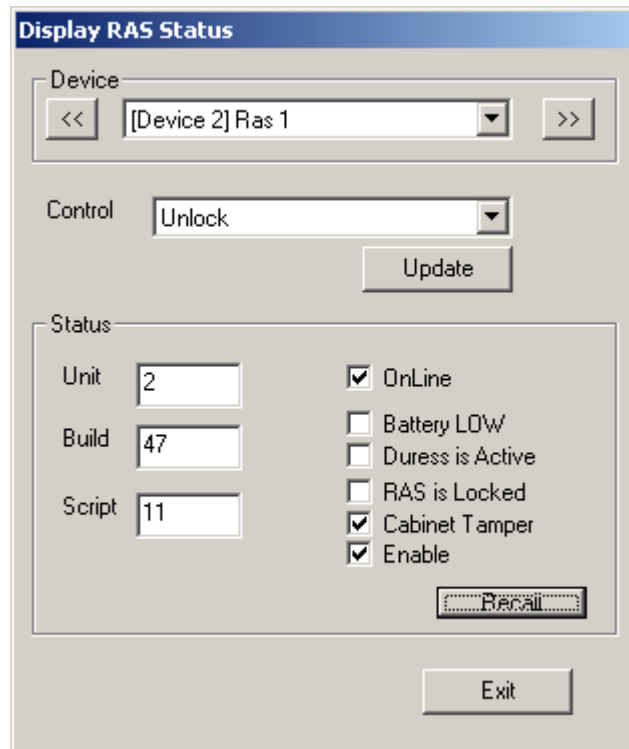 Display RAS Status
Device
<< [Device 2] Ras 1 >>
Control Unlock
Update
Status
Unit 2
OnLine
Battery LOW
Build 47
Duress is Active
RAS is Locked
Script 11
Cabinet Tamper
Enable
Recall
Exit